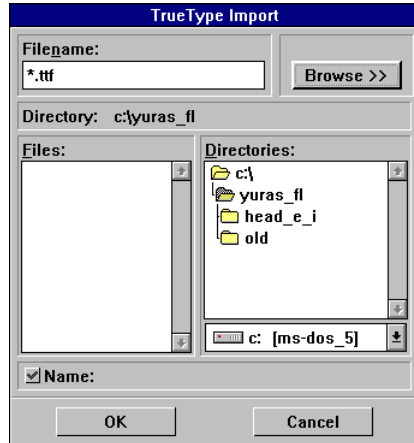 TrueType Import
Filename:
*.ttf
Browse >>
Directory: c:\yuras_fl
Files:
Directories:
c:\
yuras_fl
head_e_i
old
c: [ms-dos_5]
Name:
OK
Cancel